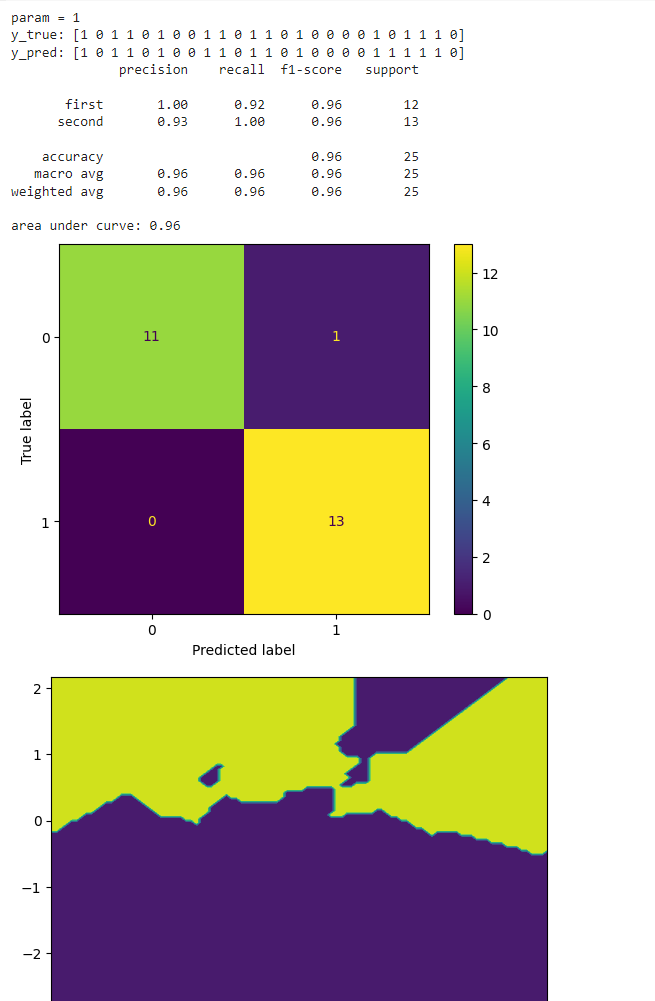 param = 1
y_true: [1 0 1 1 0 1 0 0 1 1 0 1 1 0 1 0 0 0 0 1 0 1 1 1 0]
y_pred: [1 0 1 1 0 1 0 0 1 1 0 1 1 0 1 0 0 0 0 1 1 1 1 1 0]
precision recall f1-score support
first 1.00 0.92 0.96 12
second 0.93 1.00 0.96 13
accuracy 0.96 25
macro avg 0.96 0.96 0.96 25
weighted avg 0.96 0.96 0.96 25
area under curve: 0.96
12
0 11 1
10
8
True label
6
4
1 0 13
2
0
0 1
Predicted label
2
1
0
−1
−2